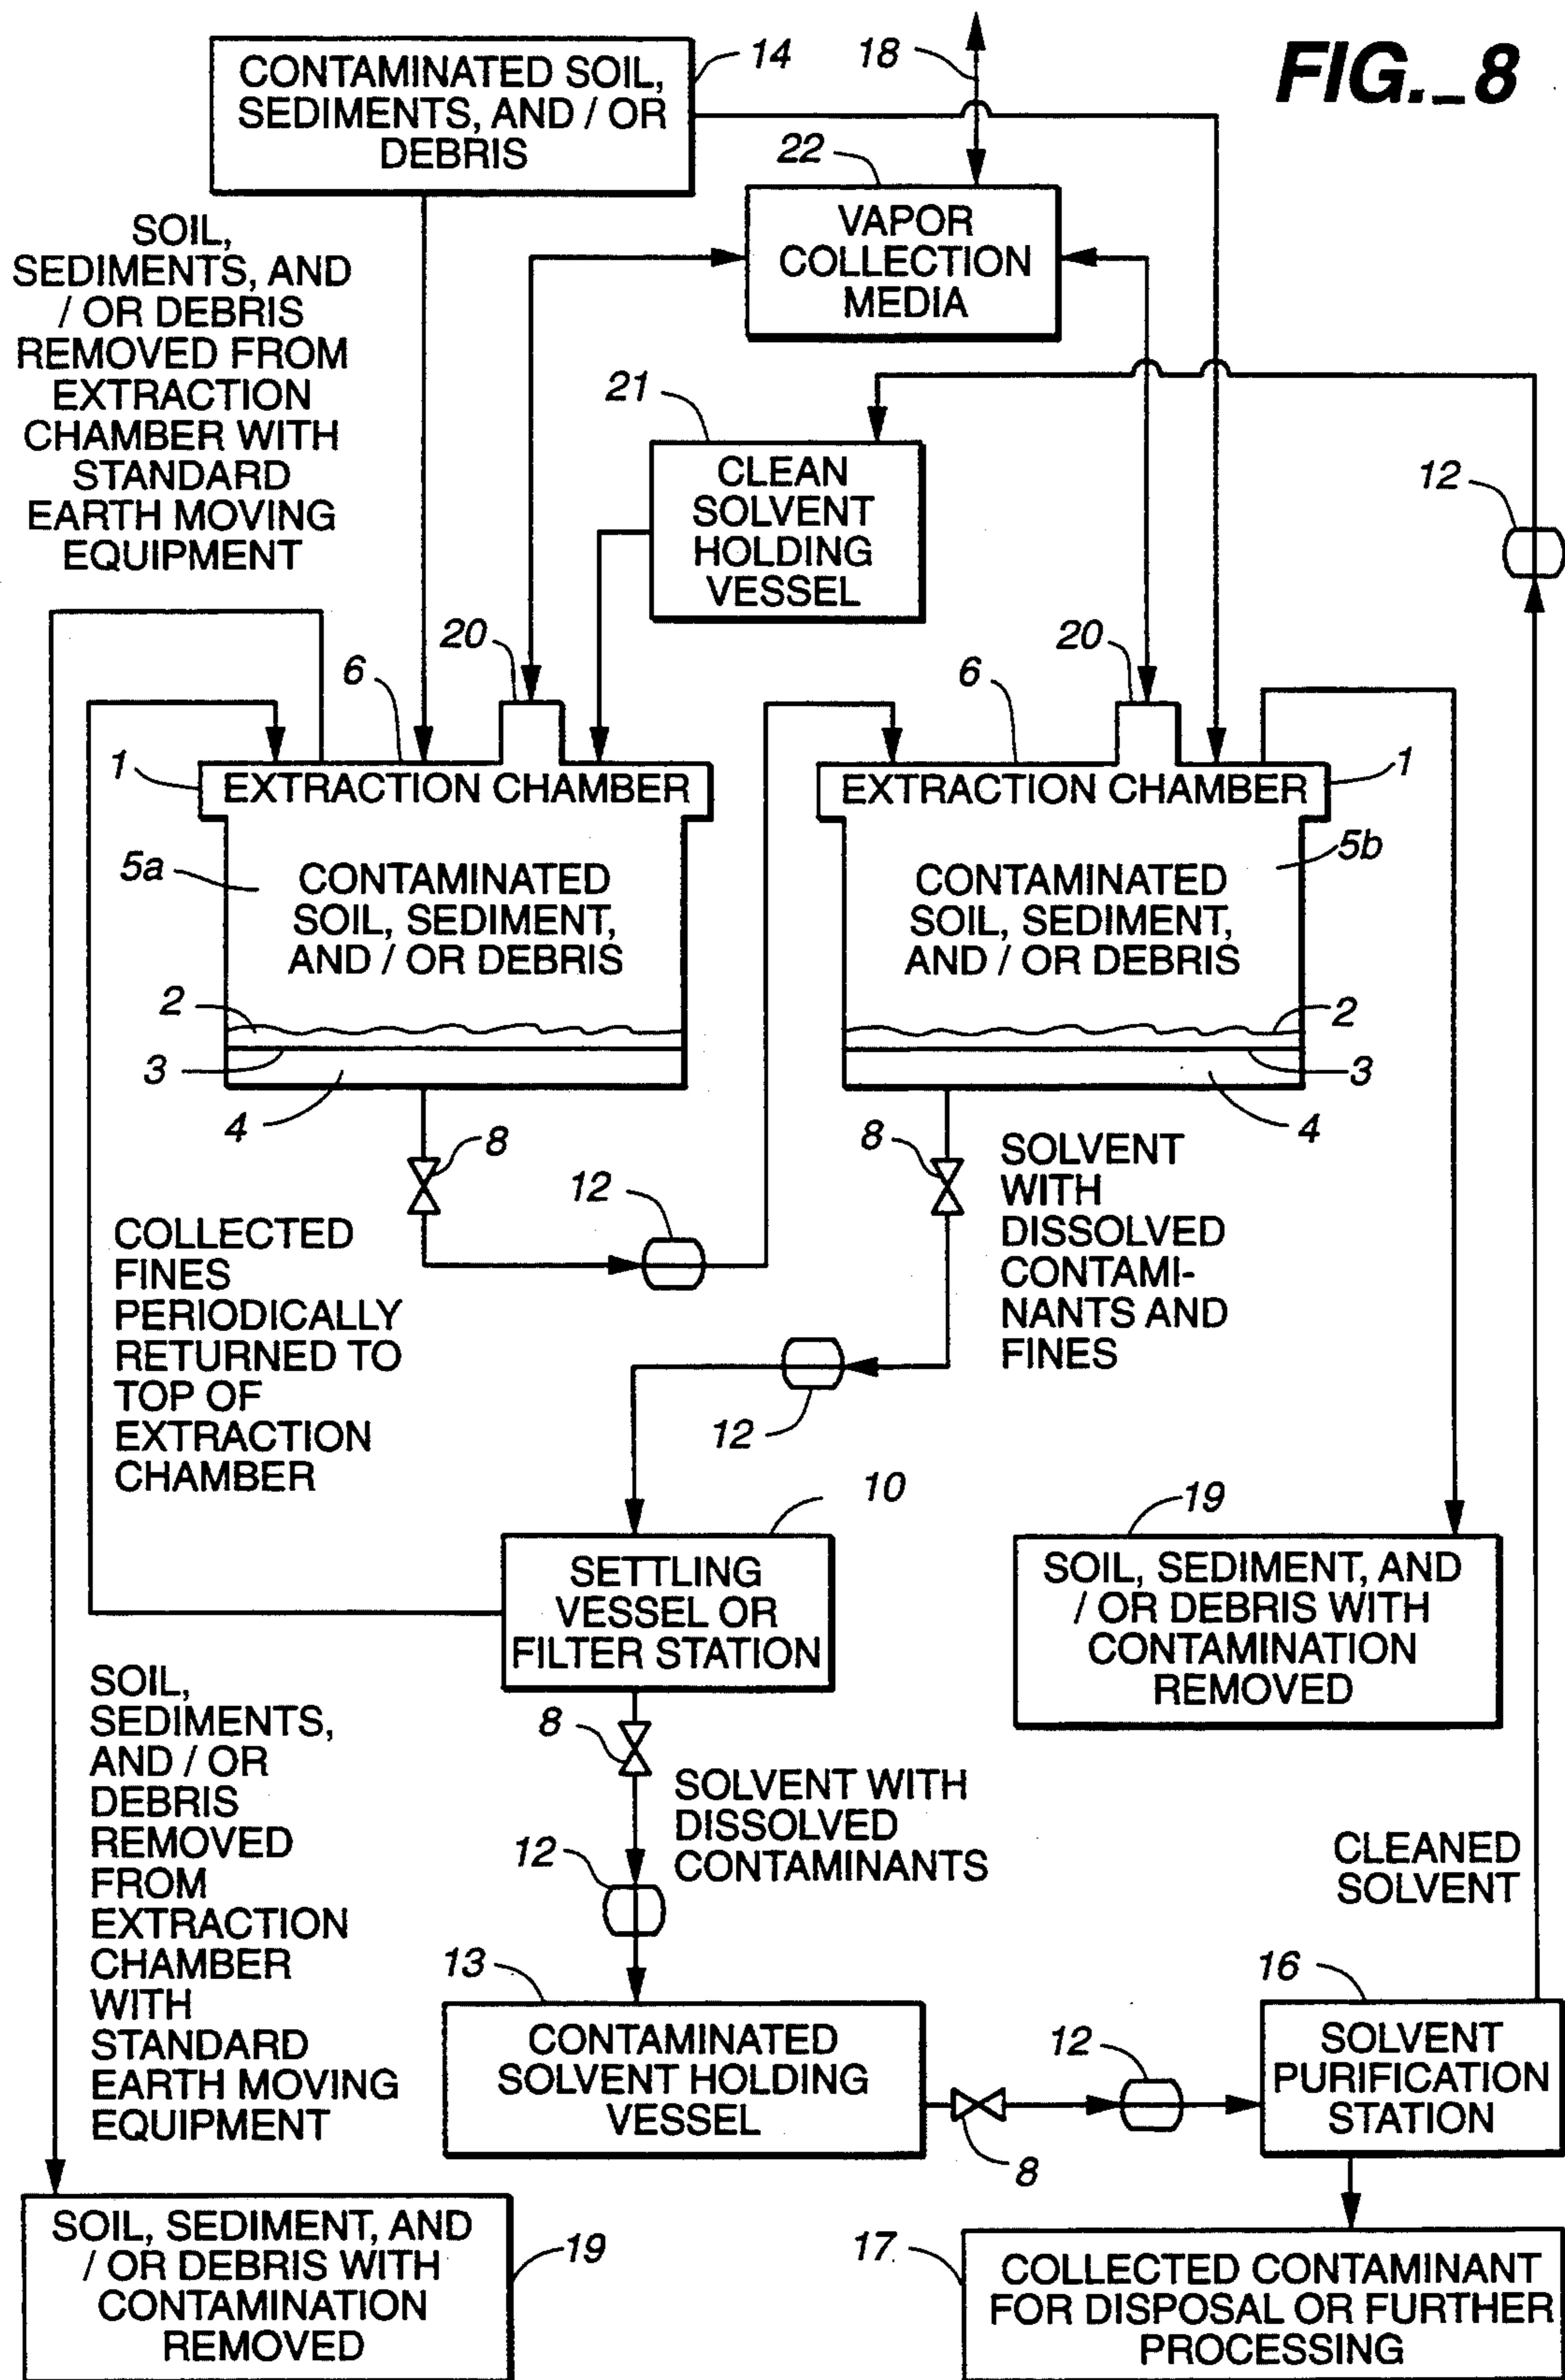 FIG._8
14
18
CONTAMINATED SOIL,
SEDIMENTS, AND / OR
DEBRIS
22
VAPOR
COLLECTION
MEDIA
SOIL,
SEDIMENTS, AND
/ OR DEBRIS
REMOVED FROM
EXTRACTION
CHAMBER WITH
STANDARD
EARTH MOVING
EQUIPMENT
21
CLEAN
SOLVENT
HOLDING
VESSEL
12
20
20
6
6
1
EXTRACTION CHAMBER
EXTRACTION CHAMBER
1
5a
CONTAMINATED
SOIL, SEDIMENT,
AND / OR DEBRIS
CONTAMINATED
SOIL, SEDIMENT,
AND / OR DEBRIS
5b
2
2
3
3
4
4
8
8
12
SOLVENT
WITH
DISSOLVED
CONTAMI-
NANTS AND
FINES
COLLECTED
FINES
PERIODICALLY
RETURNED TO
TOP OF
EXTRACTION
CHAMBER
12
10
19
SETTLING
VESSEL OR
FILTER STATION
SOIL, SEDIMENT, AND
/ OR DEBRIS WITH
CONTAMINATION
REMOVED
SOIL,
SEDIMENTS,
AND / OR
DEBRIS
REMOVED
FROM
EXTRACTION
CHAMBER
WITH
STANDARD
EARTH MOVING
EQUIPMENT
8
SOLVENT WITH
DISSOLVED
CONTAMINANTS
12
CLEANED
SOLVENT
13
16
CONTAMINATED
SOLVENT HOLDING
VESSEL
12
8
SOLVENT
PURIFICATION
STATION
SOIL, SEDIMENT, AND
/ OR DEBRIS WITH
CONTAMINATION
REMOVED
19
17
COLLECTED CONTAMINANT
FOR DISPOSAL OR FURTHER
PROCESSING